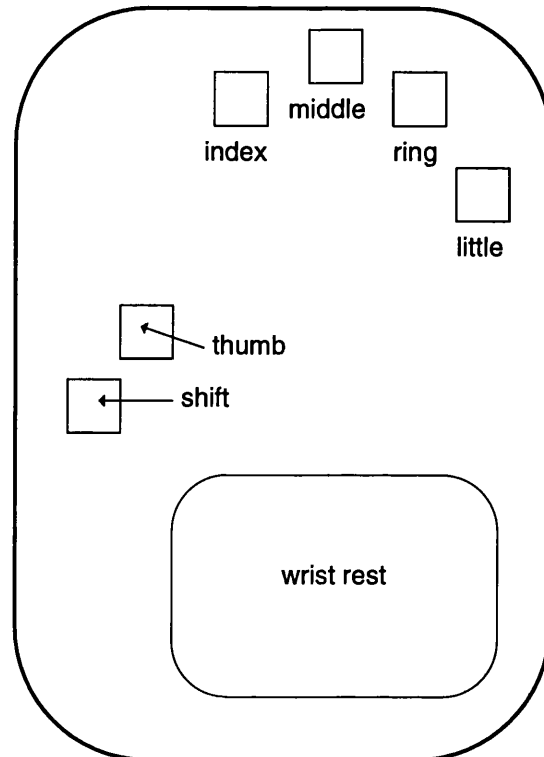 middle
index
ring
little
thumb
shift
wrist rest